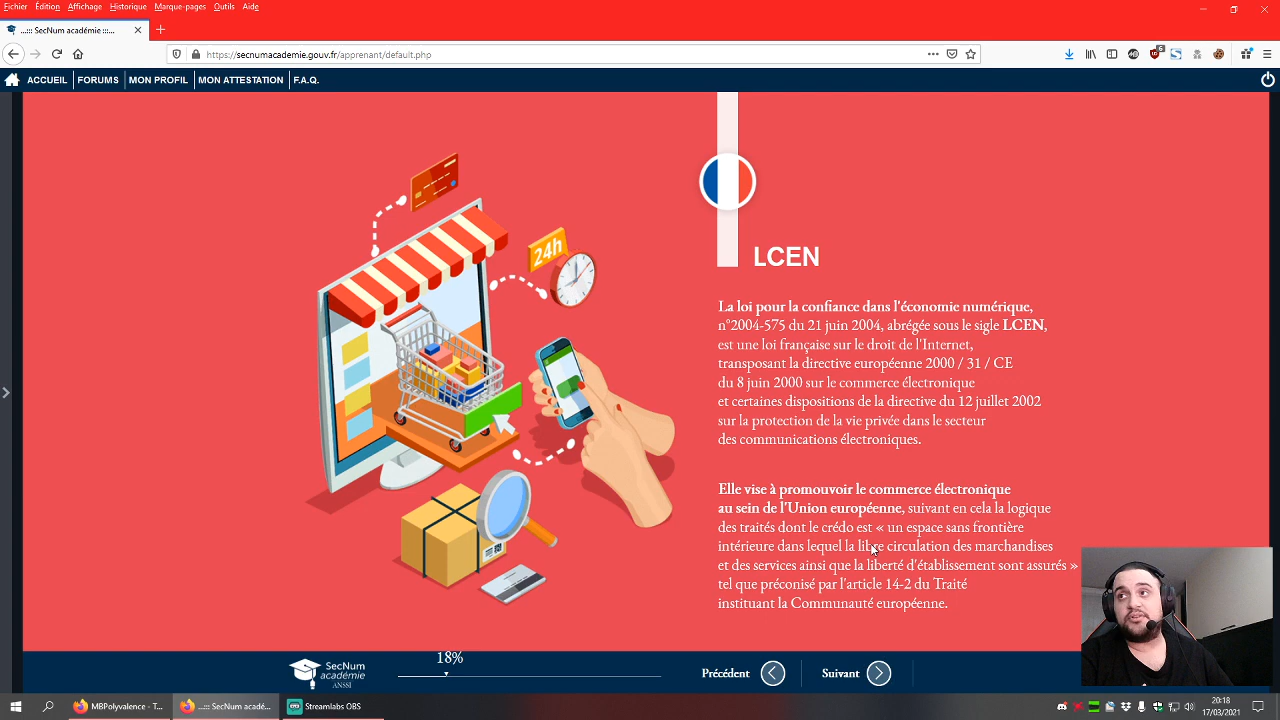 Fichier Édition Affichage Historique Marque-pages Outils Aide
...:: SecNum académie :::...
https://secnumacademie.gouv.fr/apprenant/default.php
ACCUEIL FORUMS MON PROFIL MON ATTESTATION F.A.Q.
24h
LCEN
La loi pour la confiance dans l'économie numérique,
n°2004-575 du 21 juin 2004, abrégée sous le sigle LCEN,
est une loi française sur le droit de l'Internet,
transposant la directive européenne 2000 / 31 / CE
du 8 juin 2000 sur le commerce électronique
et certaines dispositions de la directive du 12 juillet 2002
sur la protection de la vie privée dans le secteur
des communications électroniques.
Elle vise à promouvoir le commerce électronique
au sein de l'Union européenne, suivant en cela la logique
des traités dont le crédo est « un espace sans frontière
intérieure dans lequel la libre circulation des marchandises
et des services ainsi que la liberté d'établissement sont assurés »
tel que préconisé par l'article 14-2 du Traité
instituant la Communauté européenne.
SecNum
académie
ANSSI
18%
Précédent
Suivant
MBPolyvalence - T...
...::: SecNum acadé...
Streamlabs OBS
20:18
17/03/2021